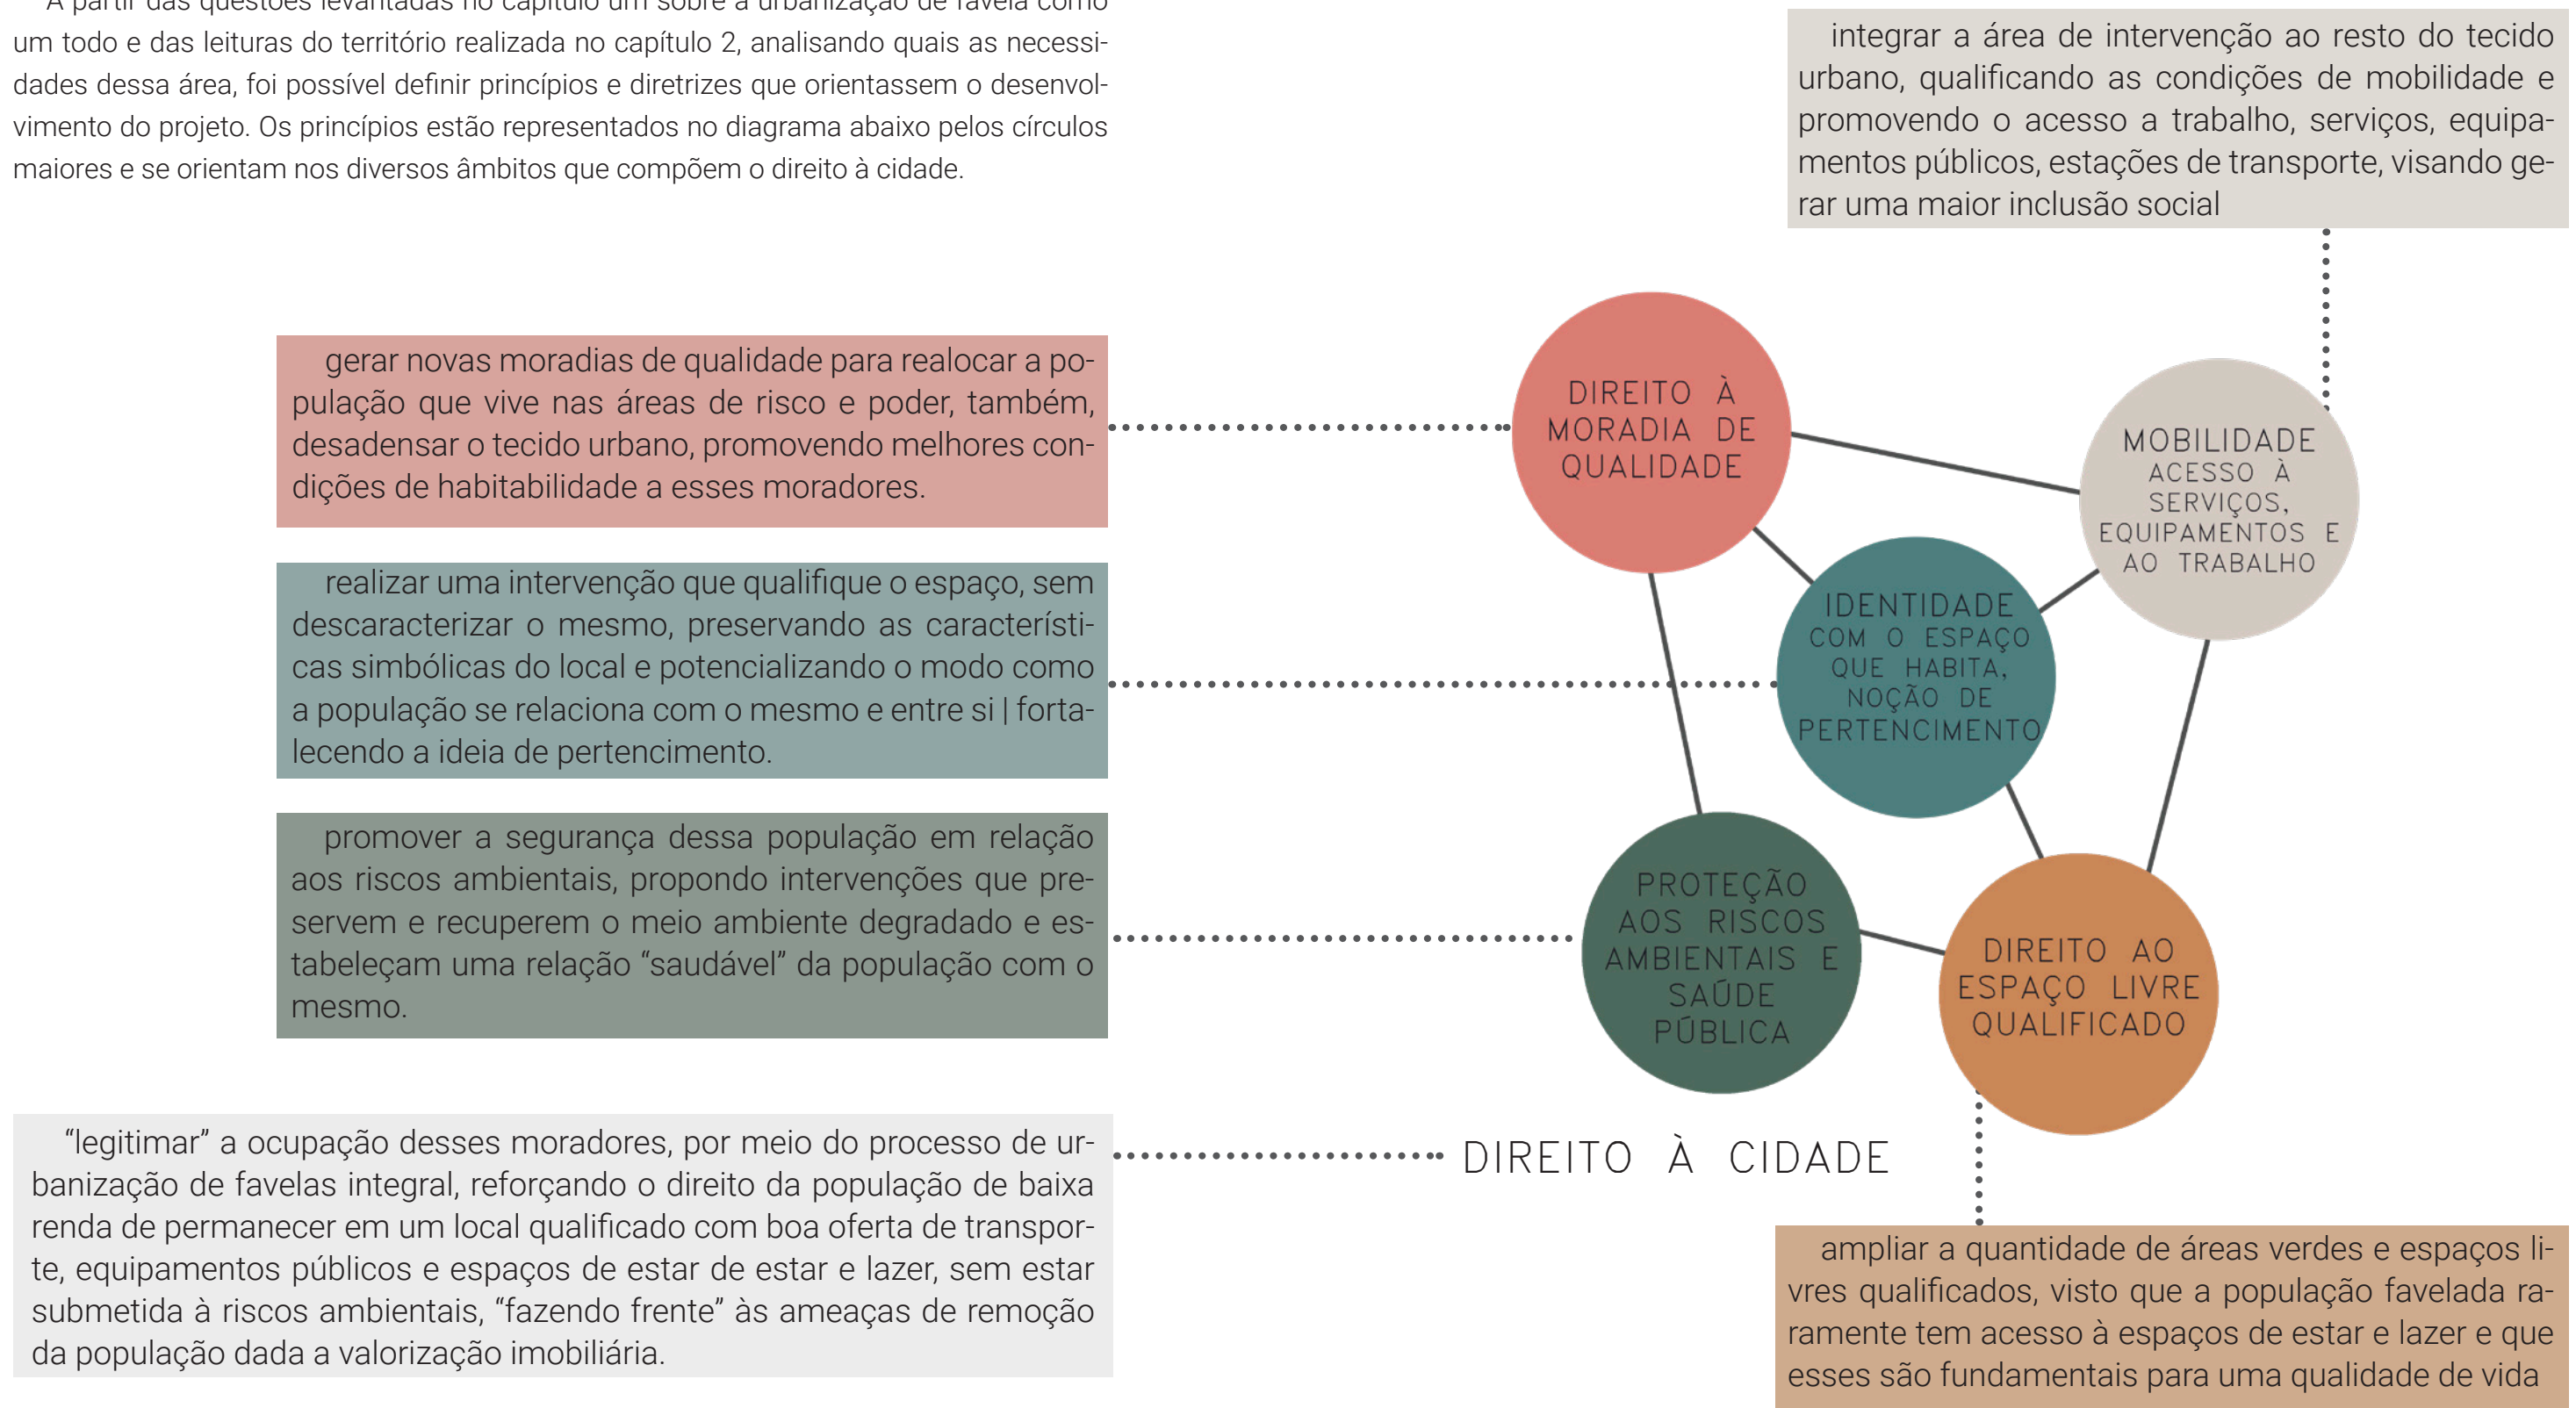 A partir das questões levantadas no capítulo um sobre a urbanização de favela como
um todo e das leituras do território realizada no capítulo 2, analisando quais as necessi-
dades dessa área, foi possível definir princípios e diretrizes que orientassem o desenvol-
vimento do projeto. Os princípios estão representados no diagrama abaixo pelos círculos
maiores e se orientam nos diversos âmbitos que compõem o direito à cidade.
integrar a área de intervenção ao resto do tecido
urbano, qualificando as condições de mobilidade e
promovendo o acesso a trabalho, serviços, equipa-
mentos públicos, estações de transporte, visando ge-
rar uma maior inclusão social
gerar novas moradias de qualidade para realocar a po-
pulação que vive nas áreas de risco e poder, também,
desadensar o tecido urbano, promovendo melhores con-
dições de habitabilidade a esses moradores.
DIREITO À
MORADIA DE
QUALIDADE
MOBILIDADE
ACESSO À
SERVIÇOS,
EQUIPAMENTOS E
AO TRABALHO
realizar uma intervenção que qualifique o espaço, sem
descaracterizar o mesmo, preservando as característi-
cas simbólicas do local e potencializando o modo como
a população se relaciona com o mesmo e entre si | forta-
lecendo a ideia de pertencimento.
IDENTIDADE
COM O ESPAÇO
QUE HABITA,
NOÇÃO DE
PERTENCIMENTO
promover a segurança dessa população em relação
aos riscos ambientais, propondo intervenções que pre-
servem e recuperem o meio ambiente degradado e es-
tabeleçam uma relação “saudável” da população com o
mesmo.
PROTEÇÃO
AOS RISCOS
AMBIENTAIS E
SAÚDE
PÚBLICA
DIREITO AO
ESPAÇO LIVRE
QUALIFICADO
“legitimar” a ocupação desses moradores, por meio do processo de ur-
banização de favelas integral, reforçando o direito da população de baixa
renda de permanecer em um local qualificado com boa oferta de transpor-
te, equipamentos públicos e espaços de estar de estar e lazer, sem estar
submetida à riscos ambientais, “fazendo frente” às ameaças de remoção
da população dada a valorização imobiliária.
DIREITO À CIDADE
ampliar a quantidade de áreas verdes e espaços li-
vres qualificados, visto que a população favelada ra-
ramente tem acesso à espaços de estar e lazer e que
esses são fundamentais para uma qualidade de vida